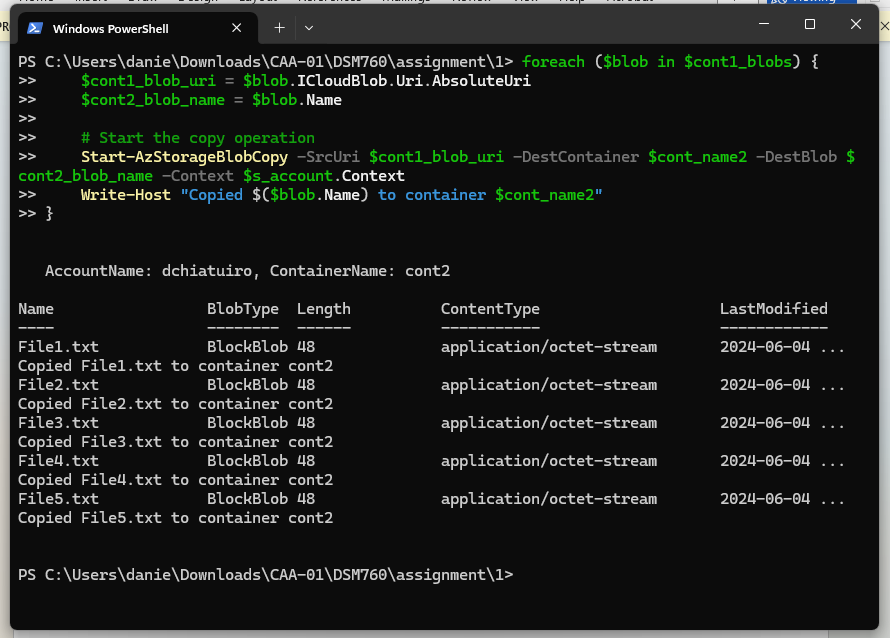 Windows PowerShell
PS C:\Users\danie\Downloads\CAA-01\DSM760\assignment\1> foreach ($blob in $cont1_blobs) {
>>     $cont1_blob_uri = $blob.ICloudBlob.Uri.AbsoluteUri
>>     $cont2_blob_name = $blob.Name
>>
>>     # Start the copy operation
>>     Start-AzStorageBlobCopy -SrcUri $cont1_blob_uri -DestContainer $cont_name2 -DestBlob $
cont2_blob_name -Context $s_account.Context
>>     Write-Host "Copied $($blob.Name) to container $cont_name2"
>> }
AccountName: dchiatuiro, ContainerName: cont2
Name BlobType Length ContentType LastModified
---- -------- ------ ----------- ------------
File1.txt BlockBlob 48 application/octet-stream 2024-06-04 ...
Copied File1.txt to container cont2
File2.txt BlockBlob 48 application/octet-stream 2024-06-04 ...
Copied File2.txt to container cont2
File3.txt BlockBlob 48 application/octet-stream 2024-06-04 ...
Copied File3.txt to container cont2
File4.txt BlockBlob 48 application/octet-stream 2024-06-04 ...
Copied File4.txt to container cont2
File5.txt BlockBlob 48 application/octet-stream 2024-06-04 ...
Copied File5.txt to container cont2
PS C:\Users\danie\Downloads\CAA-01\DSM760\assignment\1>